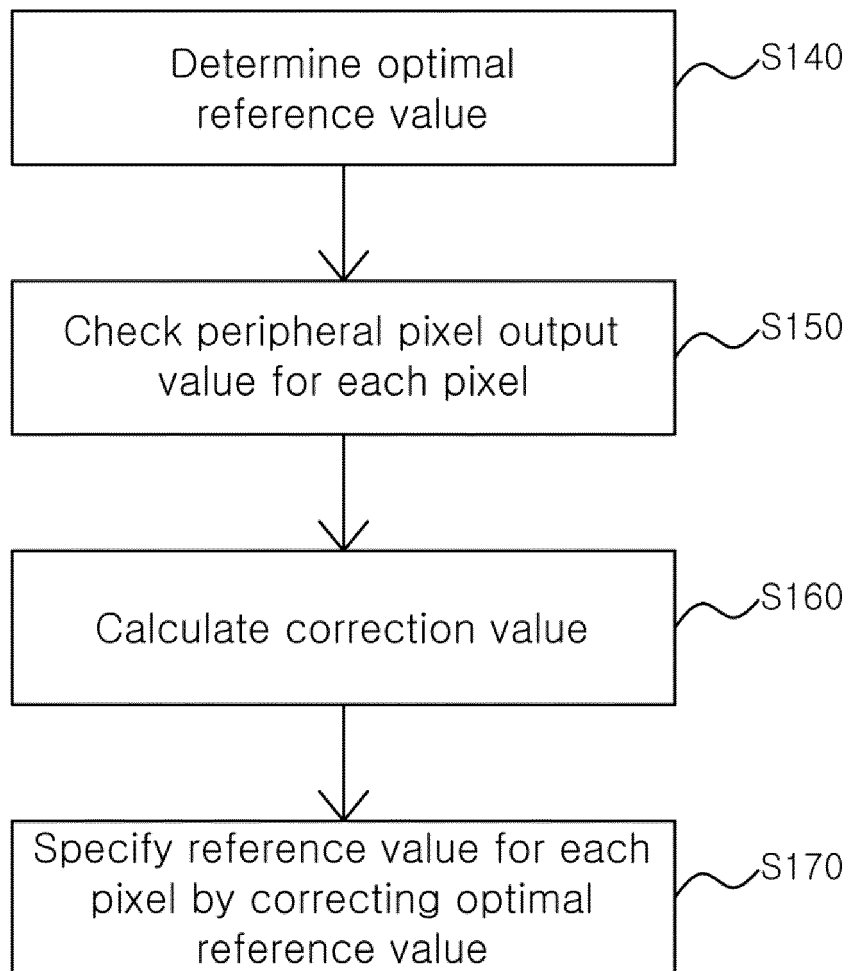 Determine optimal
reference value
S140
Check peripheral pixel output
value for each pixel
S150
Calculate correction value
S160
Specify reference value for each
pixel by correcting optimal
reference value
S170